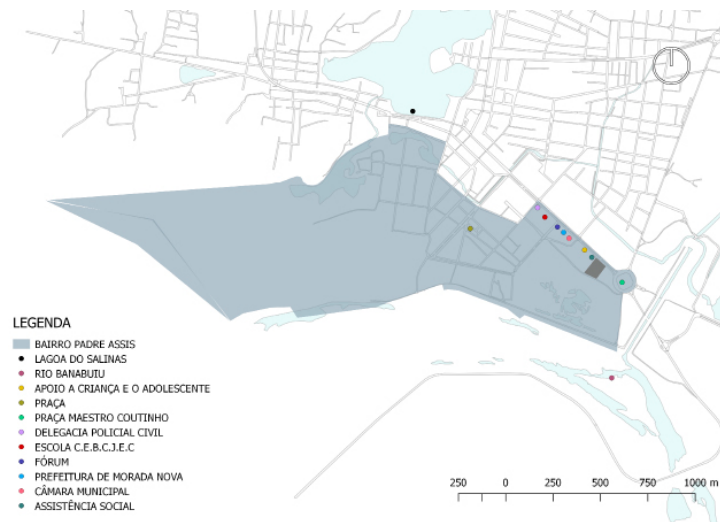 LEGENDA
BAIRRO PADRE ASSIS
LAGOA DO SALINAS
RIO BANABUIU
APOIO A CRIANÇA E O ADOLESCENTE
PRAÇA
PRAÇA MAESTRO COUTINHO
DELEGACIA POLICIAL CIVIL
ESCOLA C.E.B.C.J.E.C
FÓRUM
PREFEITURA DE MORADA NOVA
CÂMARA MUNICIPAL
ASSISTÊNCIA SOCIAL
250 0 250 500 750 1000 m